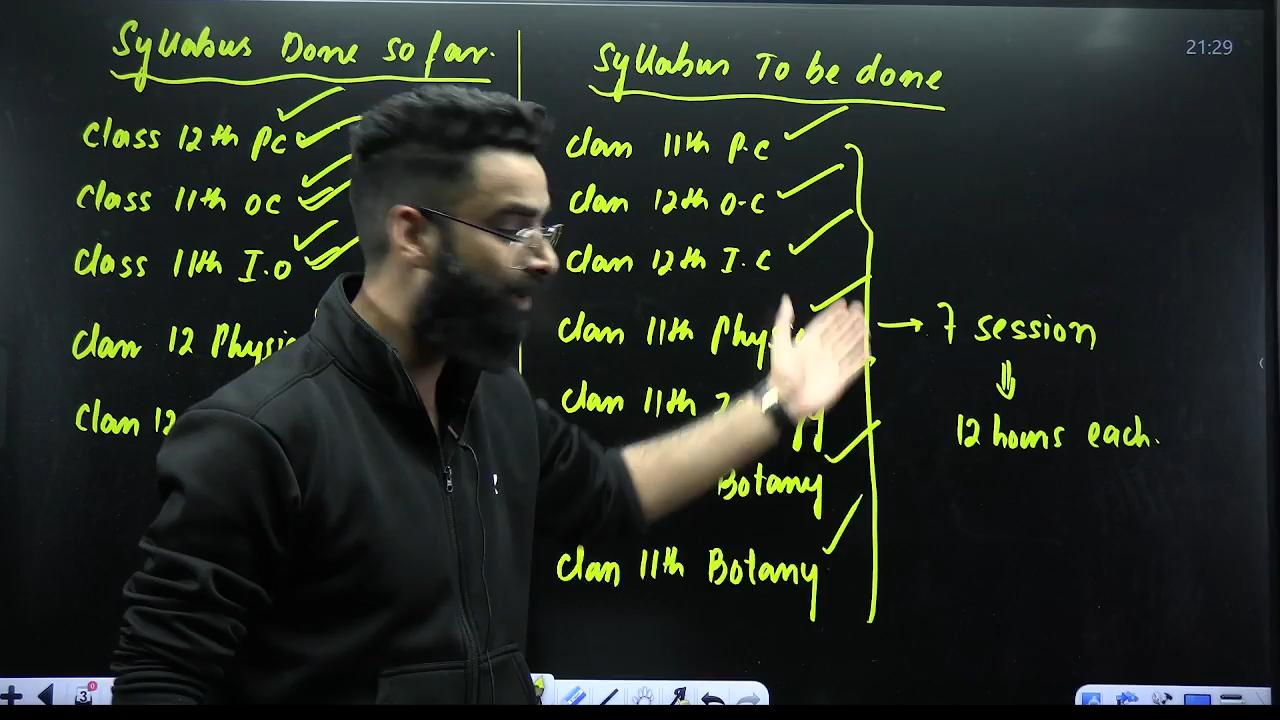 Syllabus Done so far.
class 12th PC
class 11th OC
class 11th I.O
clan 12
clan 12
Syllabus To be done
clan 11th P.C
clan 12th O-C
clan 12th I.C
clan 11th
clan 11th
Botany
clan 11th Botany
7 session
12 hours each.
21:29
3